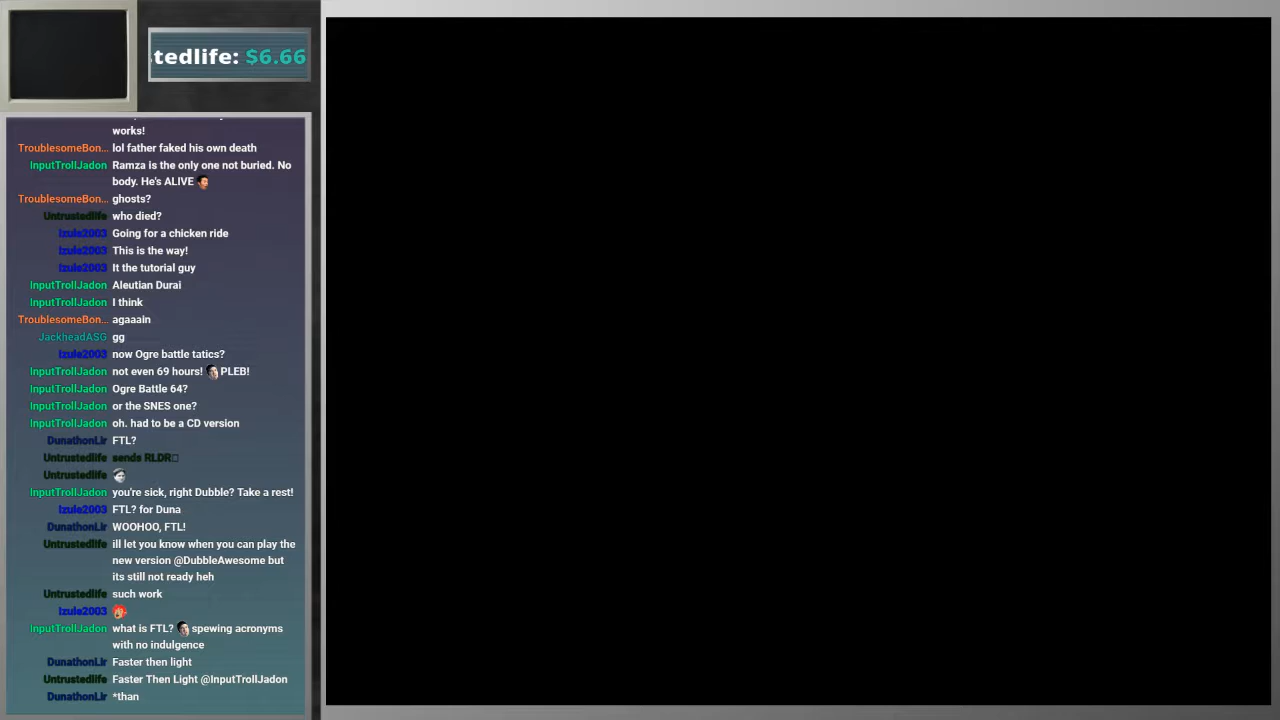 tedlife: $6.66
works!
TroublesomeBon... lol father faked his own death
InputTrollJadon Ramza is the only one not buried. No
body. He's ALIVE
TroublesomeBon... ghosts?
Untrustedlife who died?
Izule2003 Going for a chicken ride
Izule2003 This is the way!
Izule2003 It the tutorial guy
InputTrollJadon Aleutian Durai
InputTrollJadon I think
TroublesomeBon... agaaain
JackheadASG gg
Izule2003 now Ogre battle tatics?
InputTrollJadon not even 69 hours! PLEB!
InputTrollJadon Ogre Battle 64?
InputTrollJadon or the SNES one?
InputTrollJadon oh. had to be a CD version
DunathonLir FTL?
Untrustedlife sends RLDR□
Untrustedlife
InputTrollJadon you're sick, right Dubble? Take a rest!
Izule2003 FTL? for Duna
DunathonLir WOOHOO, FTL!
Untrustedlife ill let you know when you can play the
new version @DubbleAwesome but
its still not ready heh
Untrustedlife such work
Izule2003
InputTrollJadon what is FTL? spewing acronyms
with no indulgence
DunathonLir Faster then light
Untrustedlife Faster Then Light @InputTrollJadon
DunathonLir *than